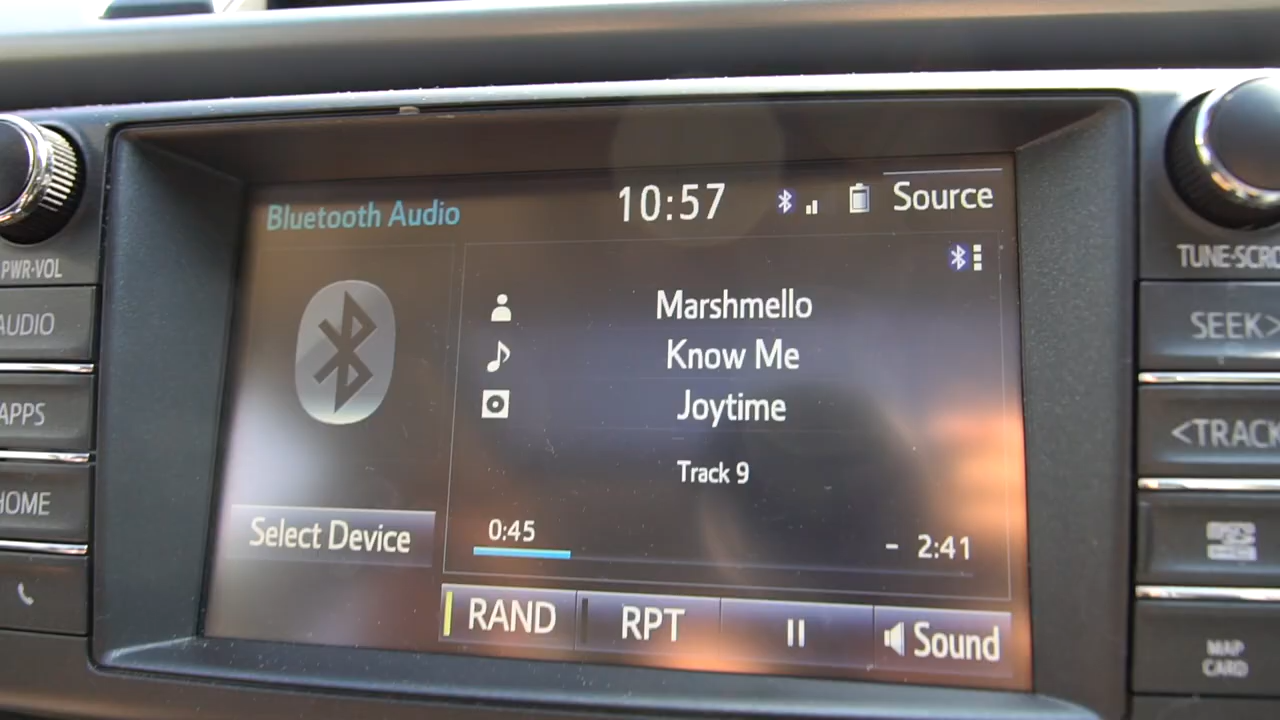 Bluetooth Audio
10:57
Source
Marshmello
Know Me
Joytime
Track 9
0:45
- 2:41
Select Device
RAND
RPT
Sound
PWR·VOL
AUDIO
APPS
HOME
TUNE·SCRO
SEEK>
<TRACK
MAP
CARD